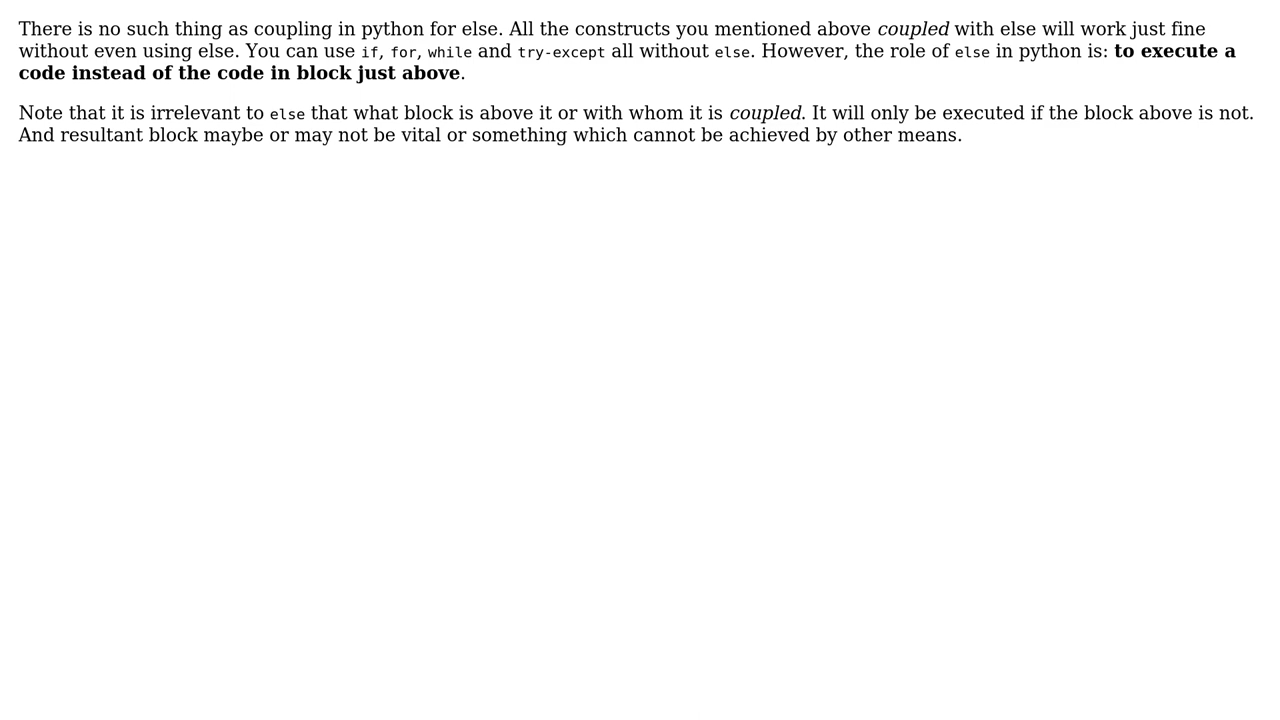 There is no such thing as coupling in python for else. All the constructs you mentioned above coupled with else will work just fine
without even using else. You can use if, for, while and try-except all without else. However, the role of else in python is: to execute a
code instead of the code in block just above.
Note that it is irrelevant to else that what block is above it or with whom it is coupled. It will only be executed if the block above is not.
And resultant block maybe or may not be vital or something which cannot be achieved by other means.